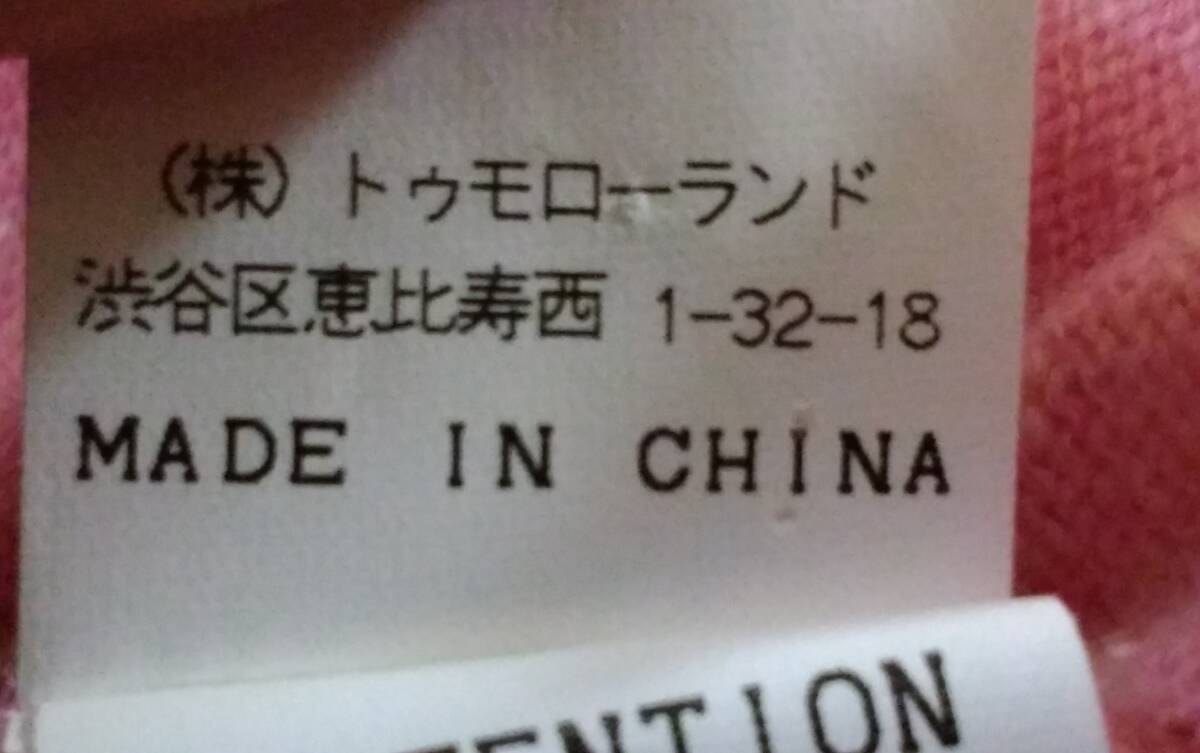 (株) トゥモローランド
渋谷区恵比寿西 1-32-18
MADE IN CHINA